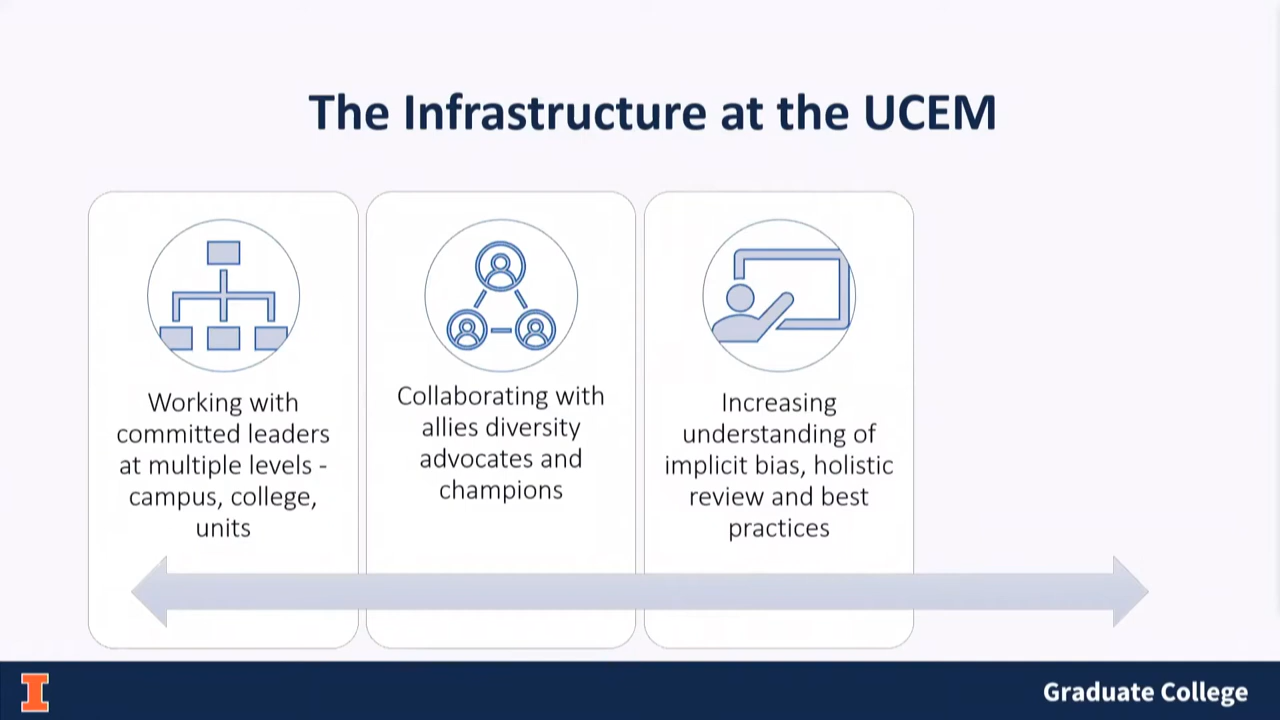 The Infrastructure at the UCEM
Working with
committed leaders
at multiple levels -
campus, college,
units
Collaborating with
allies diversity
advocates and
champions
Increasing
understanding of
implicit bias, holistic
review and best
practices
I
Graduate College